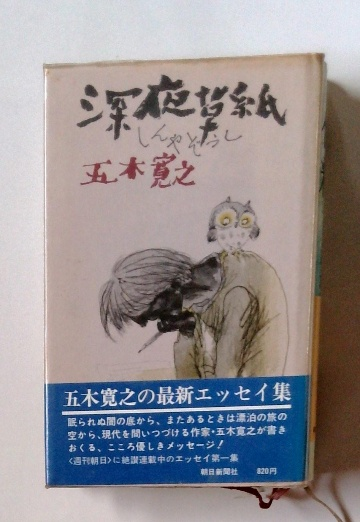 深夜草紙
しんやそうし
五木寛之
五木寛之の最新エッセイ集
眠られぬ闇の底から、またあるときは漂泊の旅の
空から、現代を問いつづける作家・五木寛之が書き
おくる、こころ優しきメッセージ！
〈週刊朝日〉に絶讃連載中のエッセイ第一集
朝日新聞社 820円